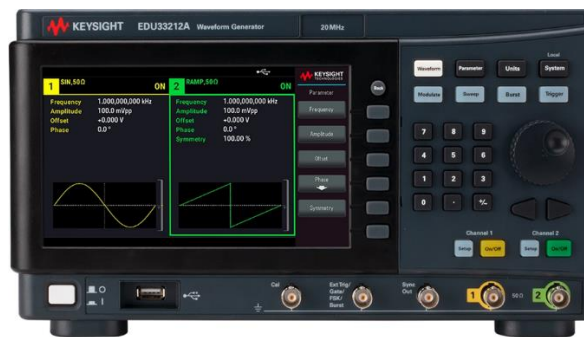 KEYSIGHT EDU33212A Waveform Generator 20MHz
1 SIN,50Ω ON
Frequency 1.000,000,000 kHz
Amplitude 100.0 mVpp
Offset +0.000 V
Phase 0.0°
2 RAMP,50Ω ON
Frequency 1.000,000,000 kHz
Amplitude 100.0 mVpp
Offset +0.000 V
Phase 0.0°
Symmetry 100.00 %
KEYSIGHT
TECHNOLOGIES
Parameter
Frequency
Amplitude
Offset
Phase
Symmetry
Back
Local
Waveform Parameter Units System
Modulate Sweep Burst Trigger
7 8 9
4 5 6
1 2 3
0 . +/-
Channel 1 Channel 2
Setup On/Off Setup On/Off
Cal
Ext Trig/
Gate/
FSK/
Burst
Sync
Out
1 50Ω 2
O
I